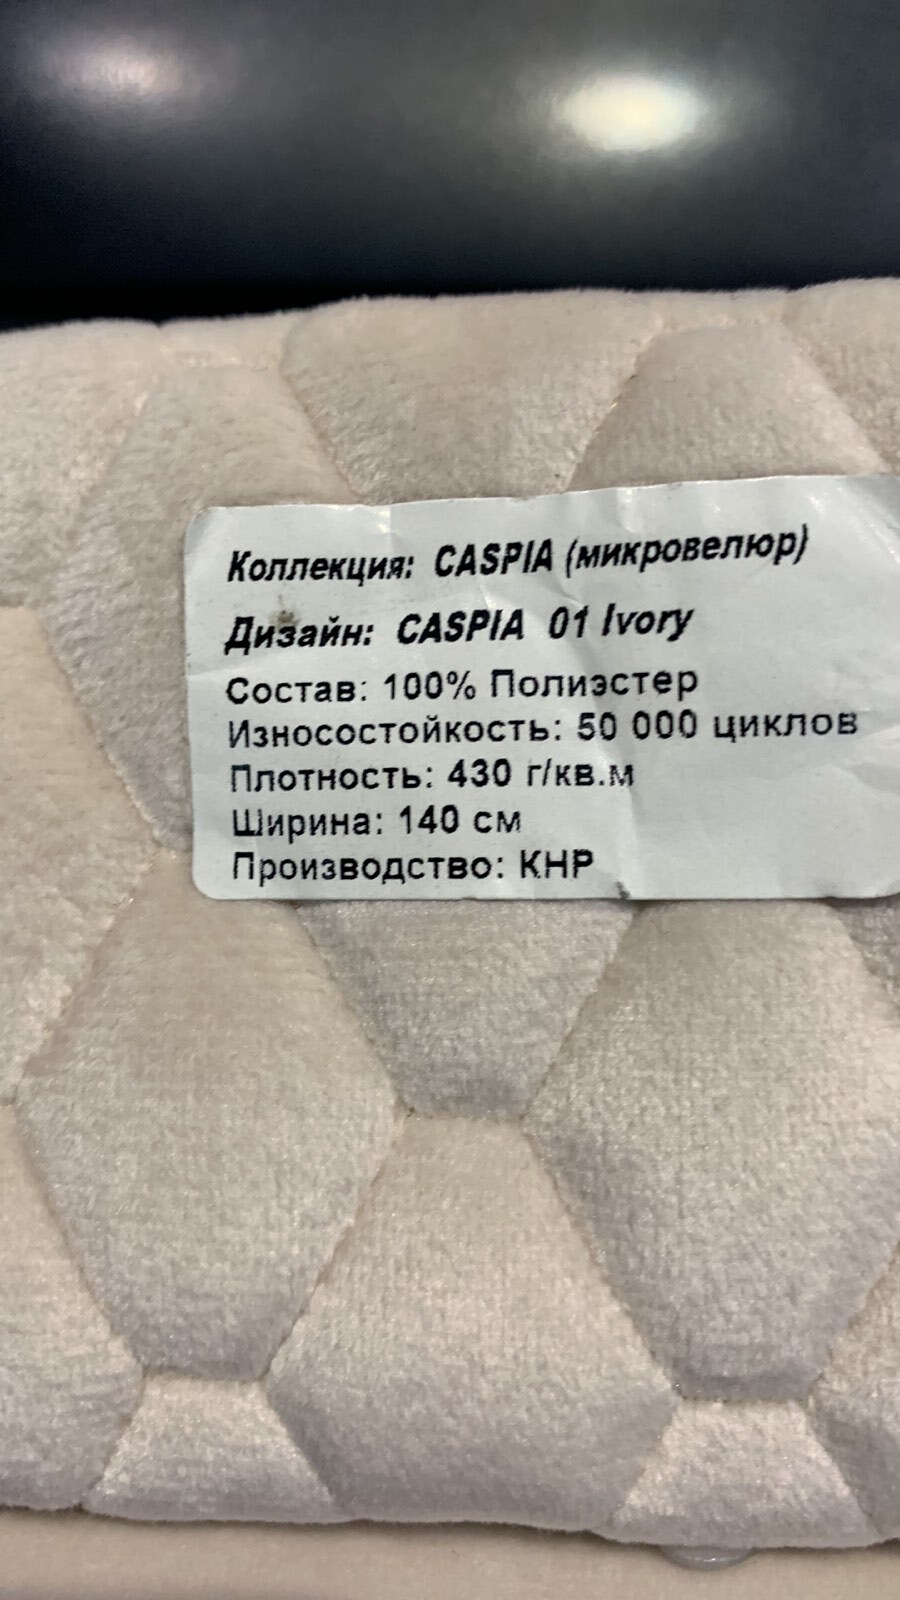 Коллекция: CASPIA (микровелюр)
Дизайн: CASPIA 01 Ivory
Состав: 100% Полиэстер
Износостойкость: 50 000 циклов
Плотность: 430 г/кв.м
Ширина: 140 см
Производство: КНР